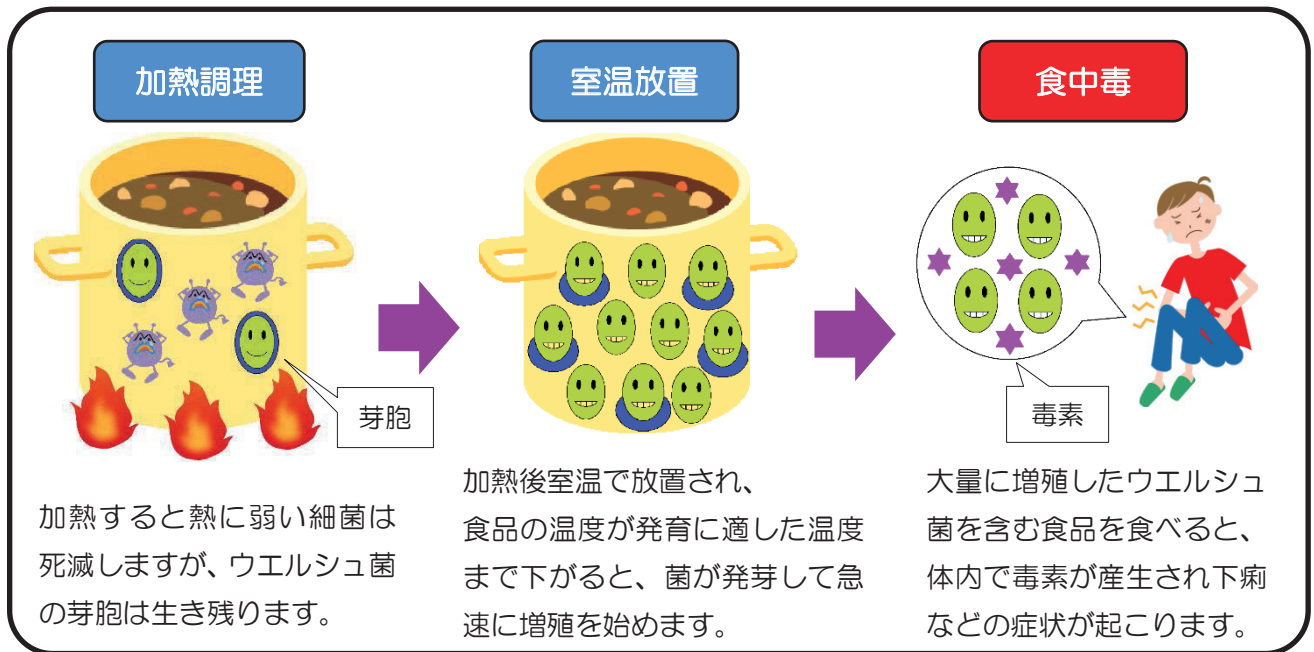 加熱調理
芽胞
加熱すると熱に弱い細菌は
死滅しますが、ウエルシュ菌
の芽胞は生き残ります。
室温放置
加熱後室温で放置され、
食品の温度が発育に適した温度
まで下がると、菌が発芽して急
速に増殖を始めます。
食中毒
毒素
大量に増殖したウエルシュ
菌を含む食品を食べると、
体内で毒素が産生され下痢
などの症状が起こります。